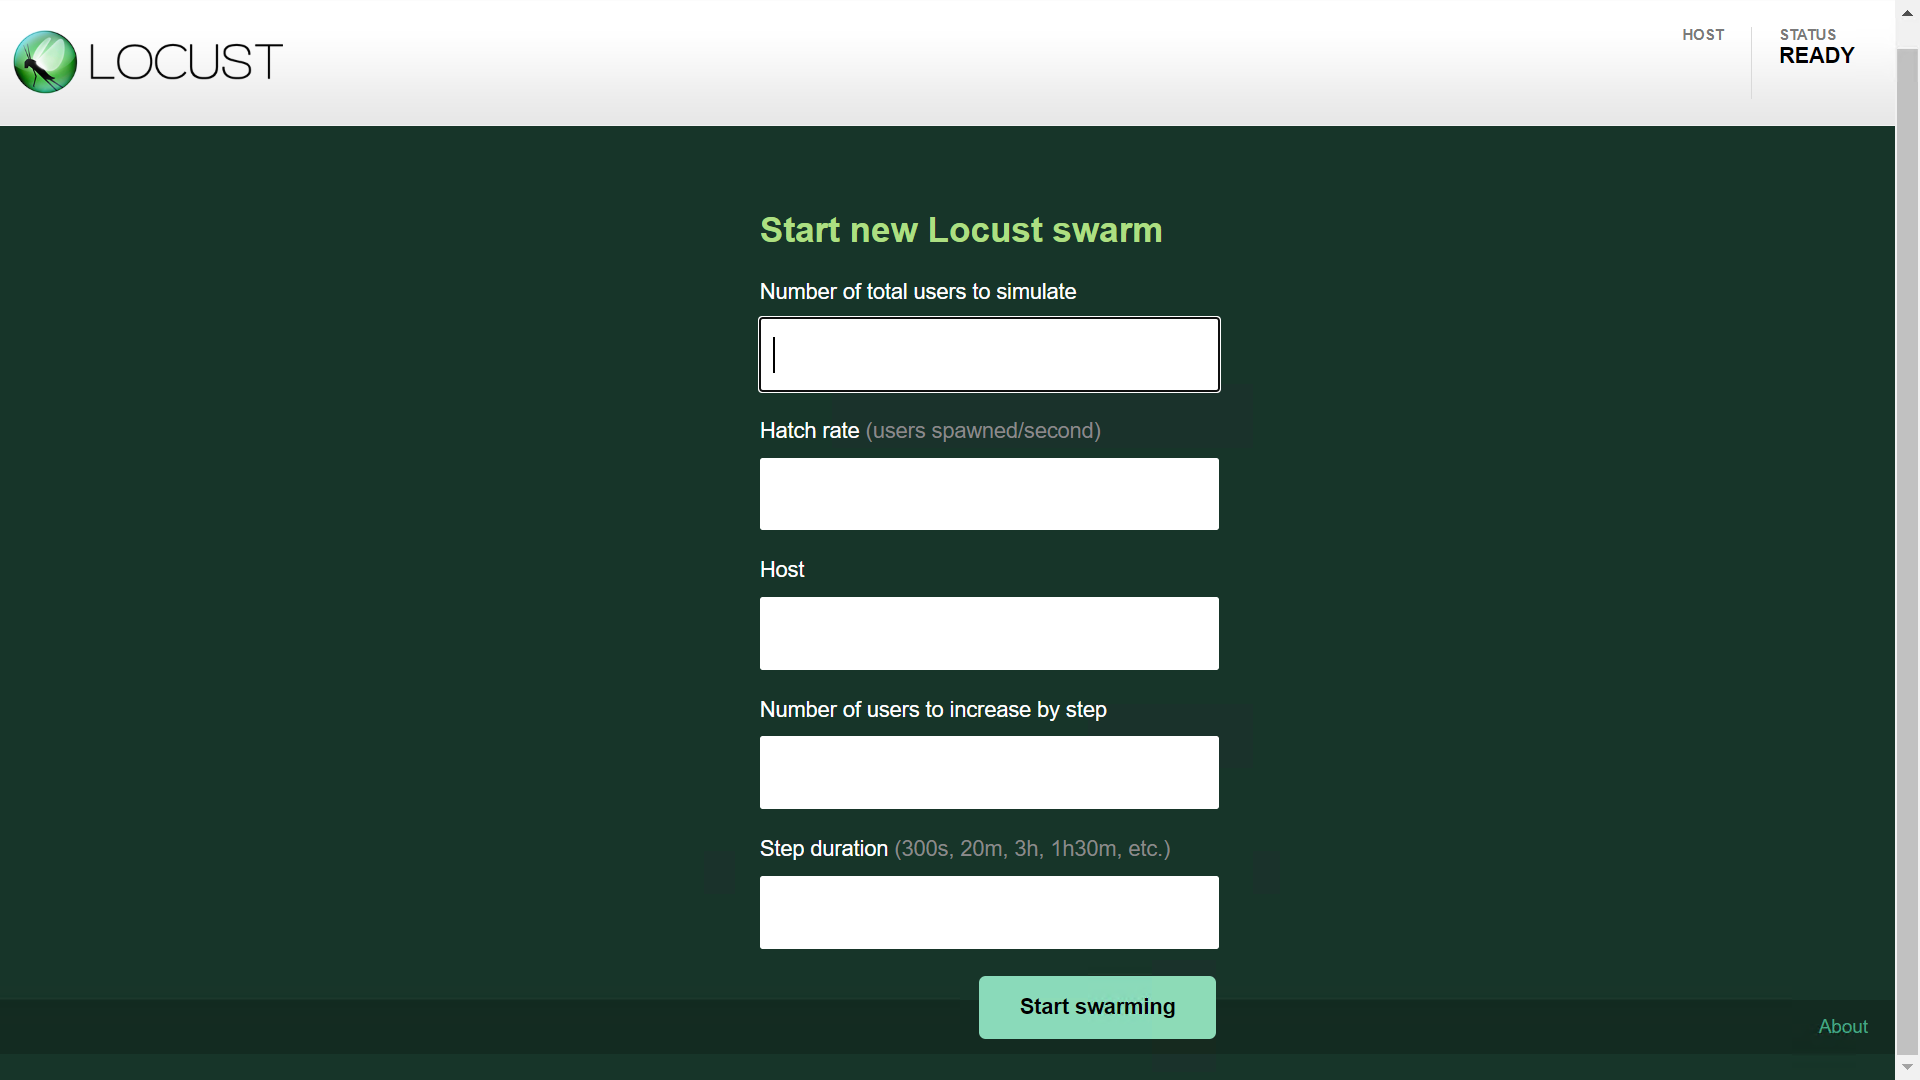 LOCUST
HOST
STATUS
READY
Start new Locust swarm
Number of total users to simulate
Hatch rate (users spawned/second)
Host
Number of users to increase by step
Step duration (300s, 20m, 3h, 1h30m, etc.)
Start swarming
About